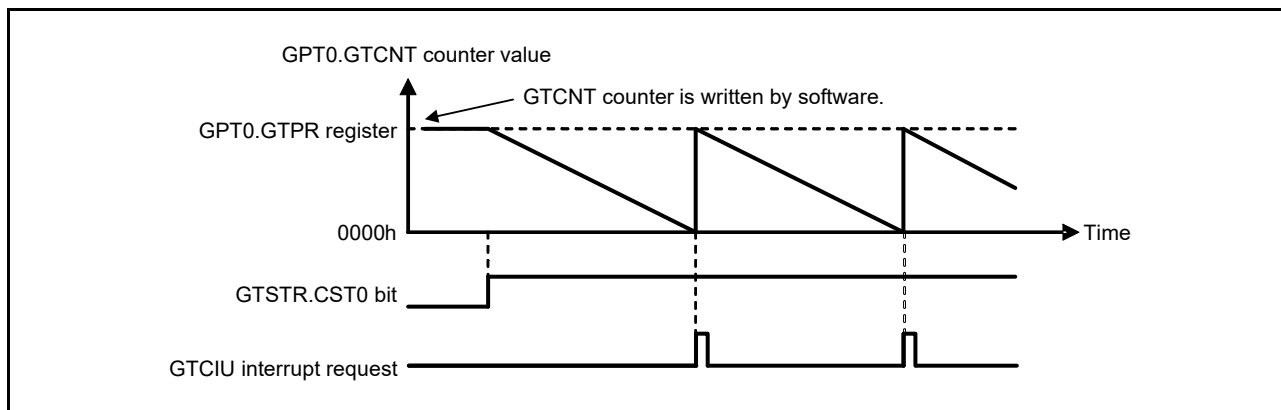 GPT0.GTCNT counter value
GTCNT counter is written by software.
GPT0.GTPR register
0000h
Time
GTSTR.CST0 bit
GTCIU interrupt request